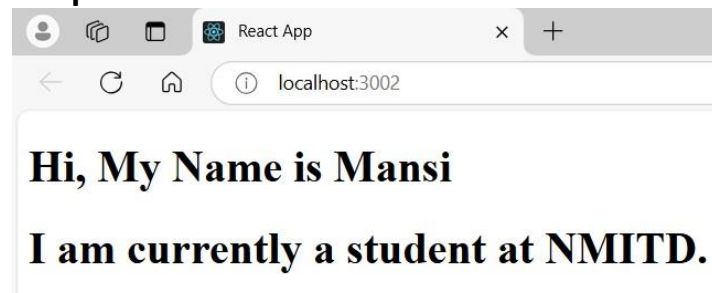 React App
localhost:3002
Hi, My Name is Mansi
I am currently a student at NMITD.